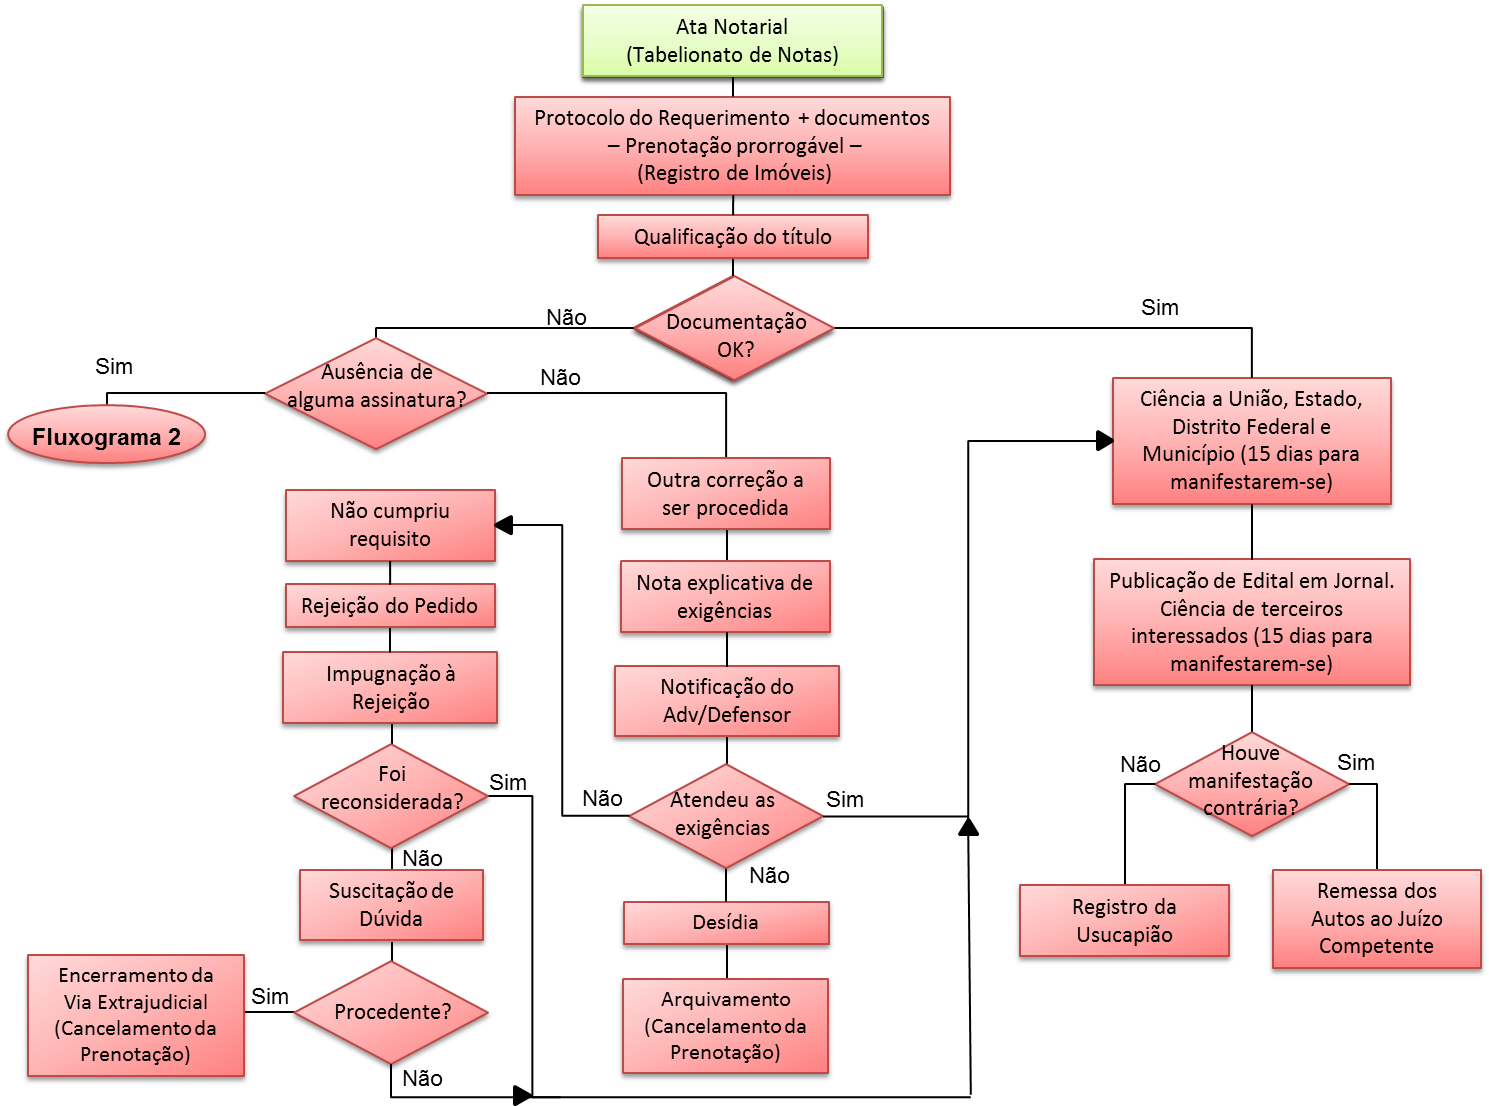 Ata Notarial
(Tabelionato de Notas)
Protocolo do Requerimento + documentos
– Prenotação prorrogável –
(Registro de Imóveis)
Qualificação do título
Documentação
OK?
Não
Sim
Ausência de
alguma assinatura?
Sim
Não
Fluxograma 2
Ciência a União, Estado,
Distrito Federal e
Município (15 dias para
manifestarem-se)
Outra correção a
ser procedida
Não cumpriu
requisito
Nota explicativa de
exigências
Rejeição do Pedido
Publicação de Edital em Jornal.
Ciência de terceiros
interessados (15 dias para
manifestarem-se)
Impugnação à
Rejeição
Notificação do
Adv/Defensor
Foi
reconsiderada?
Sim
Não
Não
Atendeu as
exigências
Sim
Não
Houve
manifestação
contrária?
Não
Sim
Suscitação de
Dúvida
Desídia
Registro da
Usucapião
Remessa dos
Autos ao Juízo
Competente
Encerramento da
Via Extrajudicial
(Cancelamento da
Prenotação)
Sim
Procedente?
Não
Arquivamento
(Cancelamento da
Prenotação)